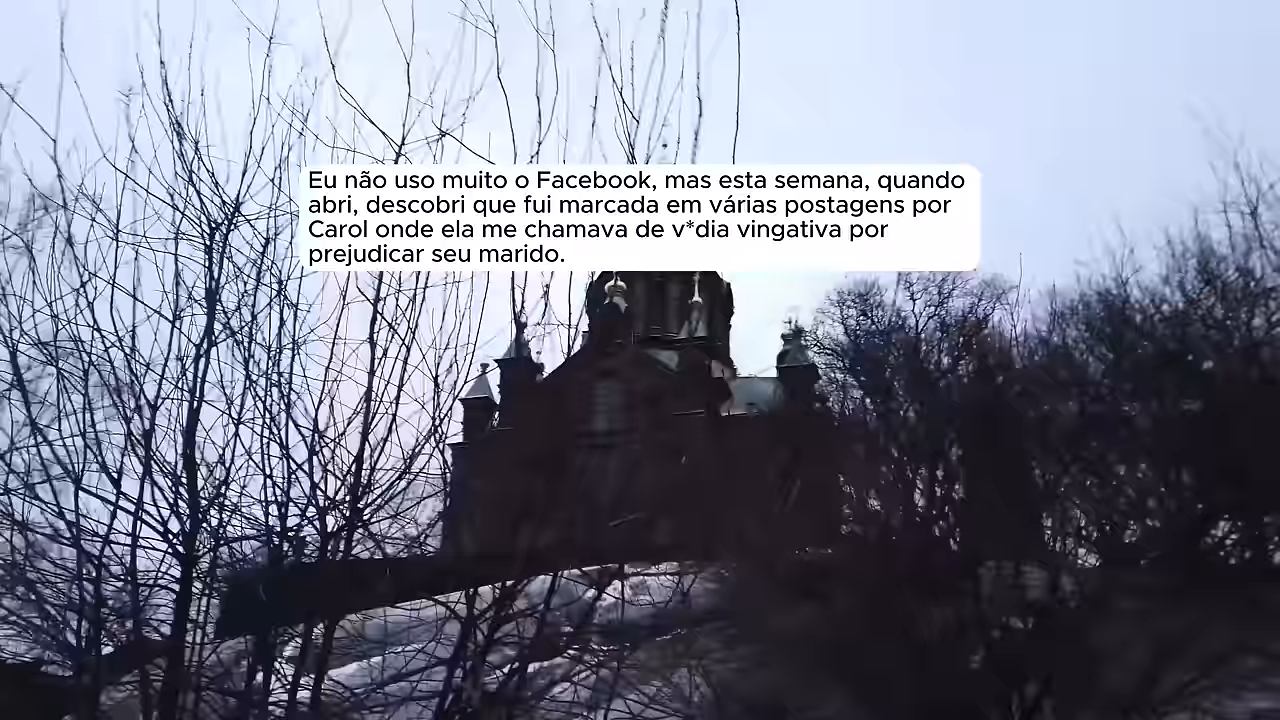 Eu não uso muito o Facebook, mas esta semana, quando
abri, descobri que fui marcada em várias postagens por
Carol onde ela me chamava de v*dia vingativa por
prejudicar seu marido.